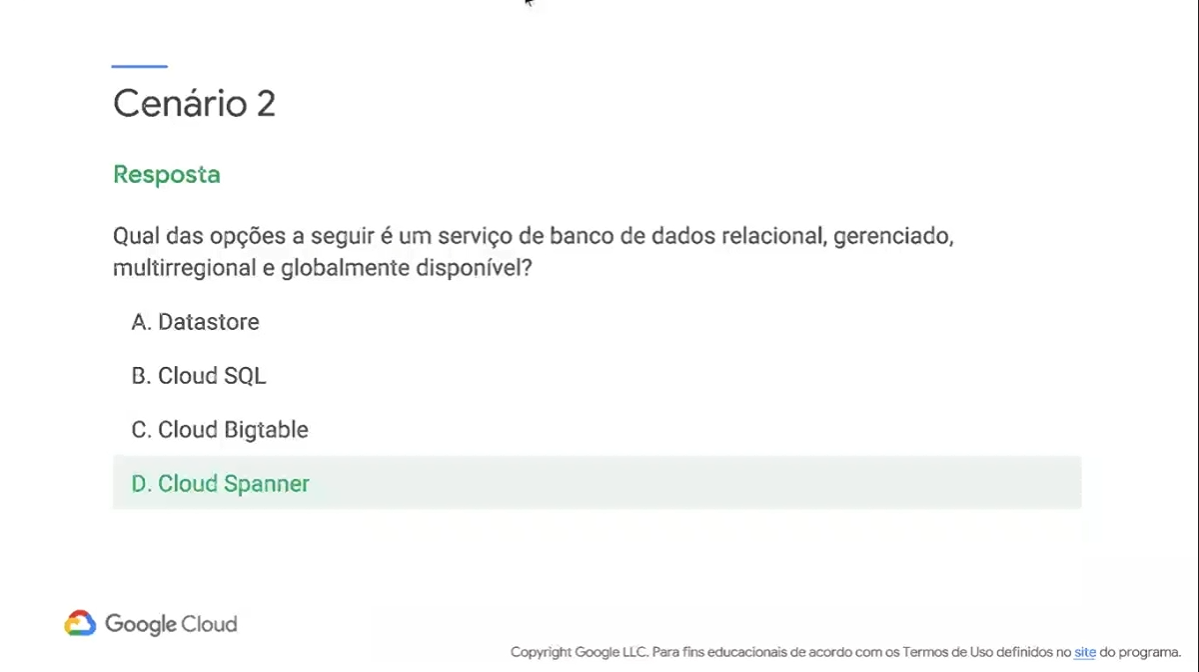 Cenário 2
Resposta
Qual das opções a seguir é um serviço de banco de dados relacional, gerenciado,
multirregional e globalmente disponível?
A. Datastore
B. Cloud SQL
C. Cloud Bigtable
D. Cloud Spanner
Google Cloud
Copyright Google LLC. Para fins educacionais de acordo com os Termos de Uso definidos no site do programa.